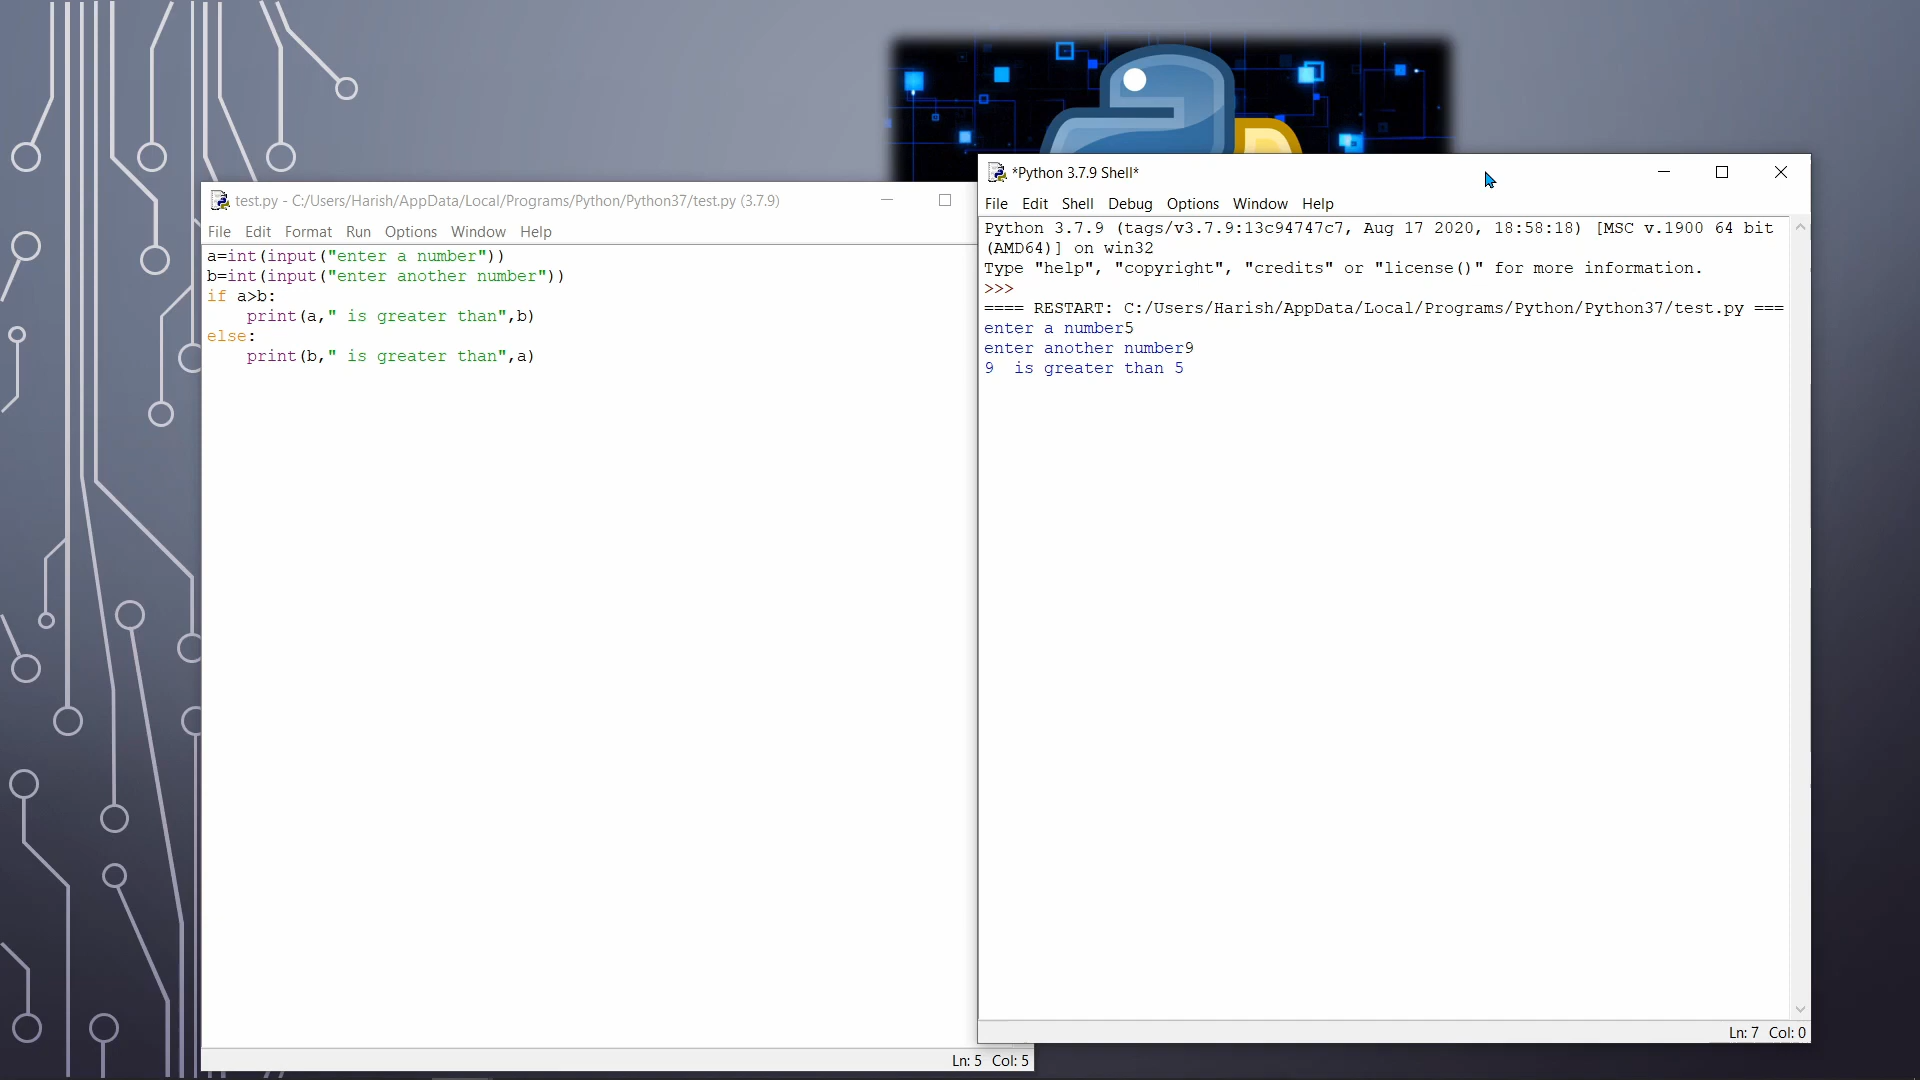 test.py - C:/Users/Harish/AppData/Local/Programs/Python/Python37/test.py (3.7.9)
File Edit Format Run Options Window Help
a=int(input("enter a number"))
b=int(input("enter another number"))
if a>b:
    print(a," is greater than",b)
else:
    print(b," is greater than",a)
Ln: 5 Col: 5
*Python 3.7.9 Shell*
File Edit Shell Debug Options Window Help
Python 3.7.9 (tags/v3.7.9:13c94747c7, Aug 17 2020, 18:58:18) [MSC v.1900 64 bit
(AMD64)] on win32
Type "help", "copyright", "credits" or "license()" for more information.
>>>
==== RESTART: C:/Users/Harish/AppData/Local/Programs/Python/Python37/test.py ===
enter a number5
enter another number9
9  is greater than 5
Ln: 7 Col: 0